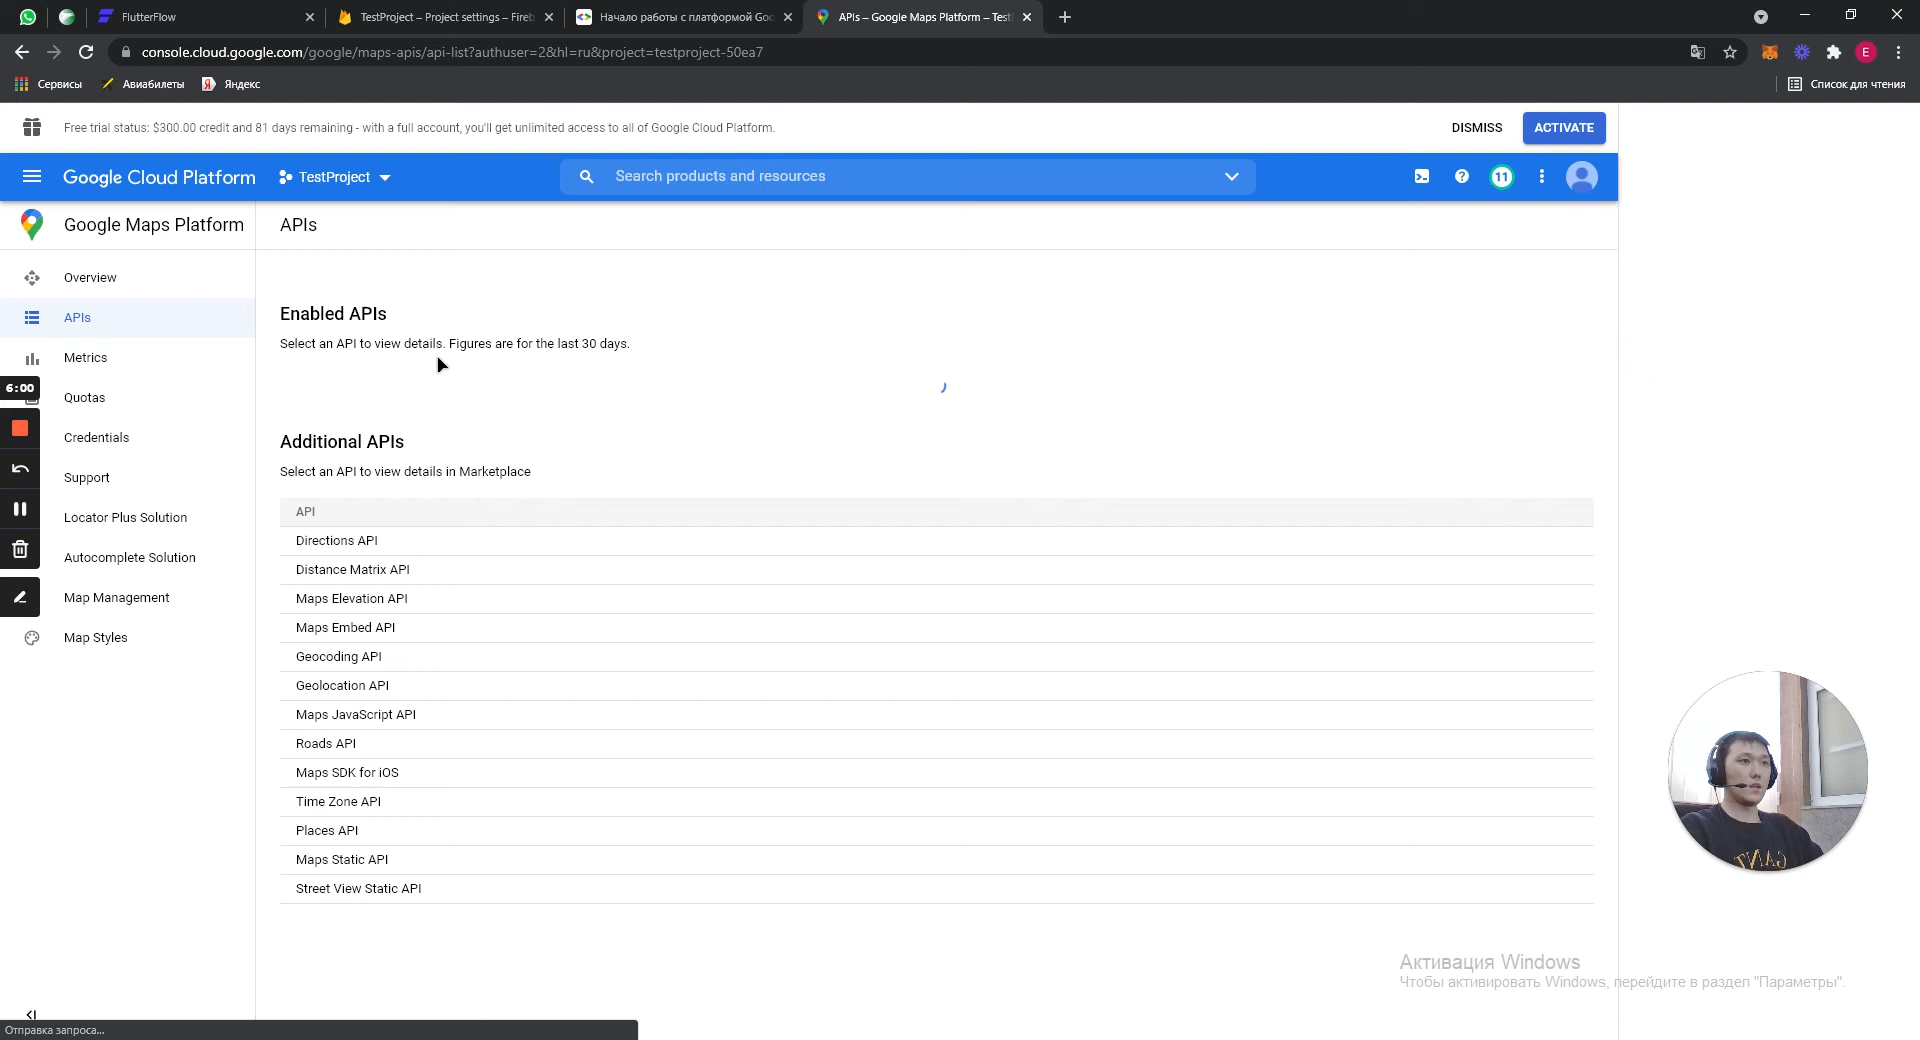 FlutterFlow
TestProject – Project settings – Fireb
Начало работы с платформой Goo
APIs – Google Maps Platform – Test
console.cloud.google.com/google/maps-apis/api-list?authuser=2&hl=ru&project=testproject-50ea7
E
Сервисы
Авиабилеты
Я
Яндекс
Список для чтения
Free trial status: $300.00 credit and 81 days remaining - with a full account, you'll get unlimited access to all of Google Cloud Platform.
DISMISS
ACTIVATE
Google Cloud Platform
TestProject
Search products and resources
11
Google Maps Platform
APIs
Overview
APIs
Metrics
Quotas
Credentials
Support
Locator Plus Solution
Autocomplete Solution
Map Management
Map Styles
6:00
Enabled APIs
Select an API to view details. Figures are for the last 30 days.
Additional APIs
Select an API to view details in Marketplace
API
Directions API
Distance Matrix API
Maps Elevation API
Maps Embed API
Geocoding API
Geolocation API
Maps JavaScript API
Roads API
Maps SDK for iOS
Time Zone API
Places API
Maps Static API
Street View Static API
Активация Windows
Чтобы активировать Windows, перейдите в раздел "Параметры".
Отправка запроса...